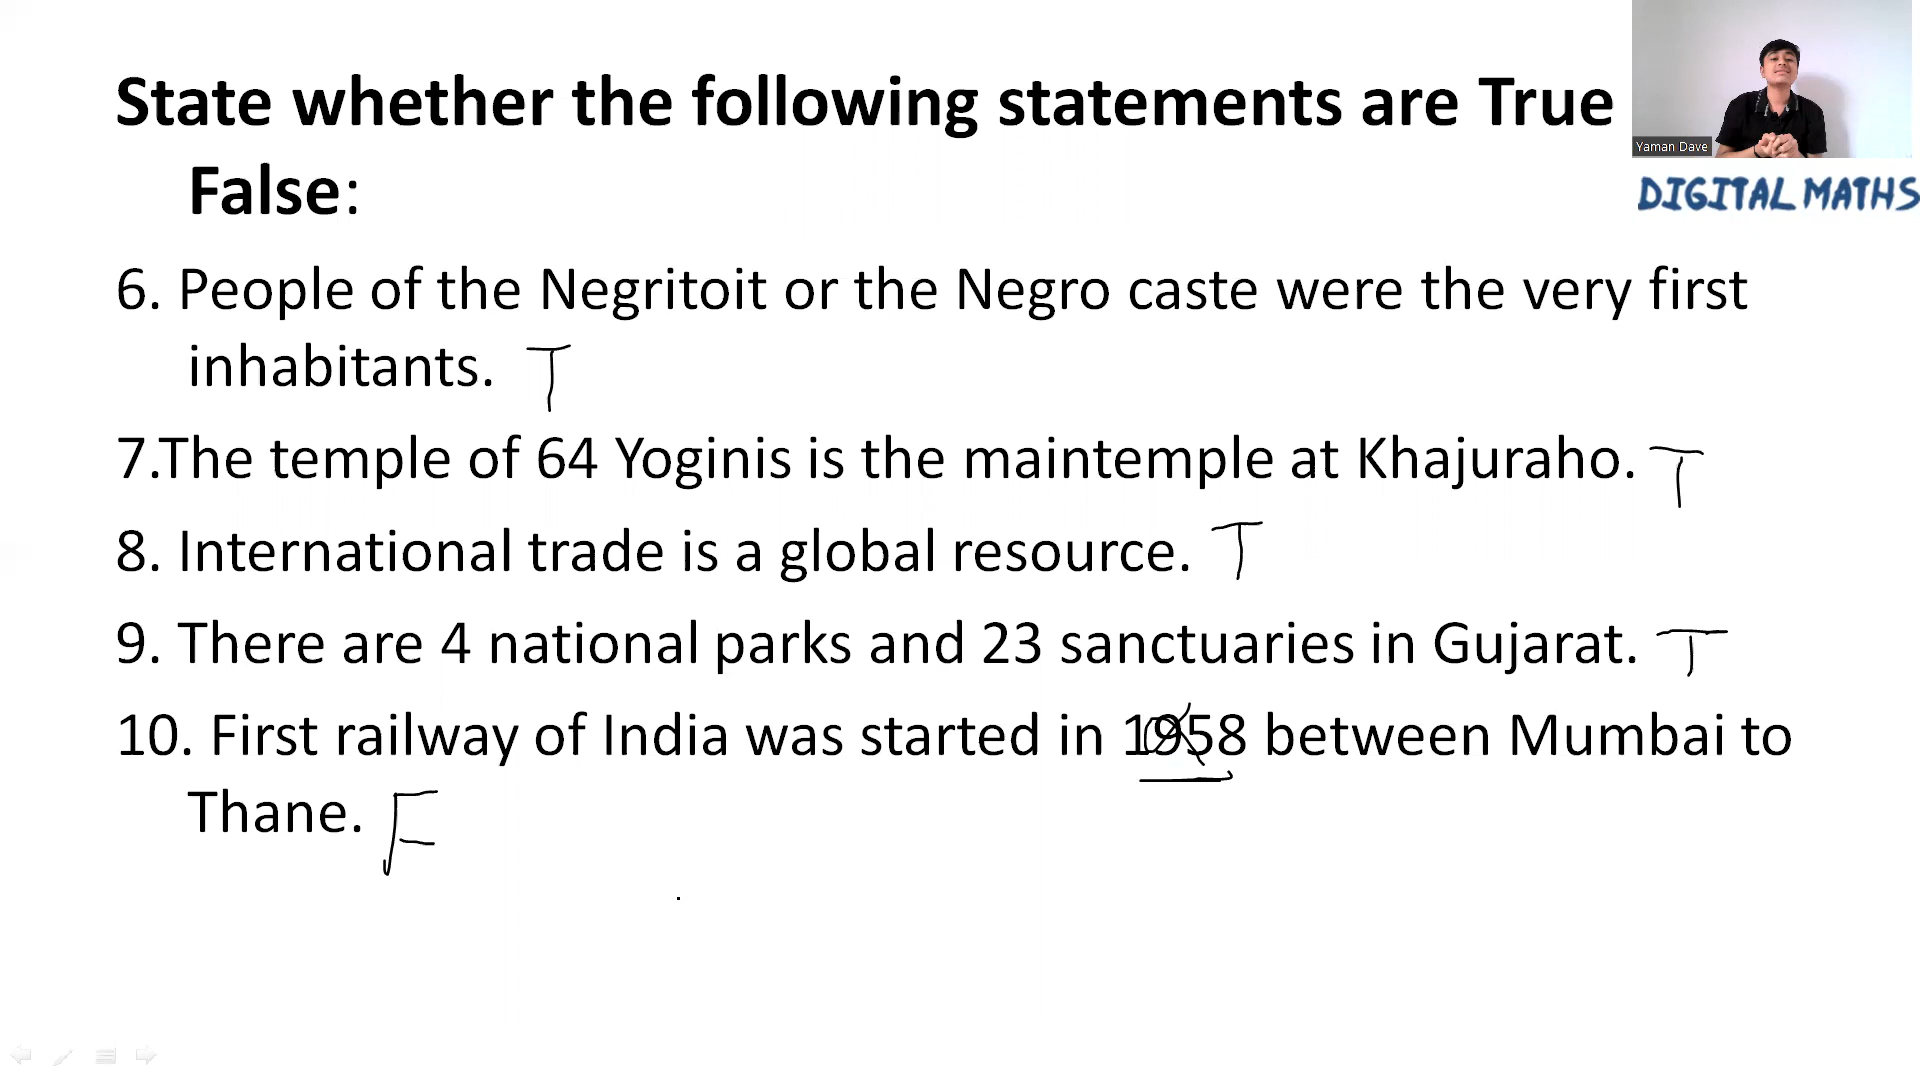 State whether the following statements are True
False:
Yaman Dave
DIGITAL MATHS
6. People of the Negritoit or the Negro caste were the very first
inhabitants. T
7.The temple of 64 Yoginis is the maintemple at Khajuraho. T
8. International trade is a global resource. T
9. There are 4 national parks and 23 sanctuaries in Gujarat. T
10. First railway of India was started in 1958 between Mumbai to
Thane. F